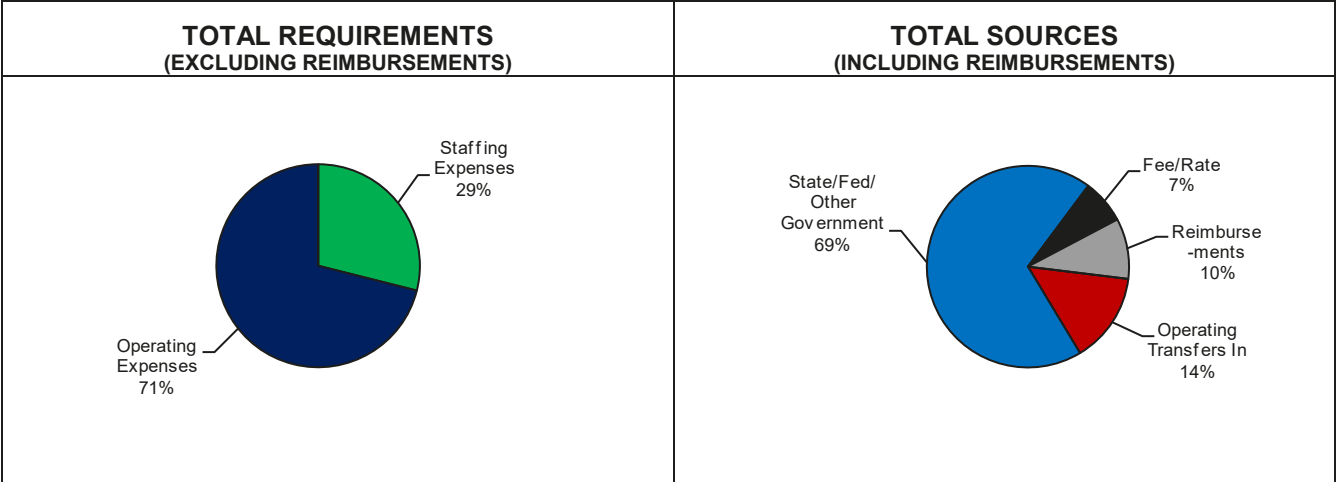 TOTAL REQUIREMENTS
(EXCLUDING REIMBURSEMENTS)
TOTAL SOURCES
(INCLUDING REIMBURSEMENTS)
Staffing
Expenses
29%
Operating
Expenses
71%
State/Fed/
Other
Government
69%
Fee/Rate
7%
Reimburse
-ments
10%
Operating
Transfers In
14%